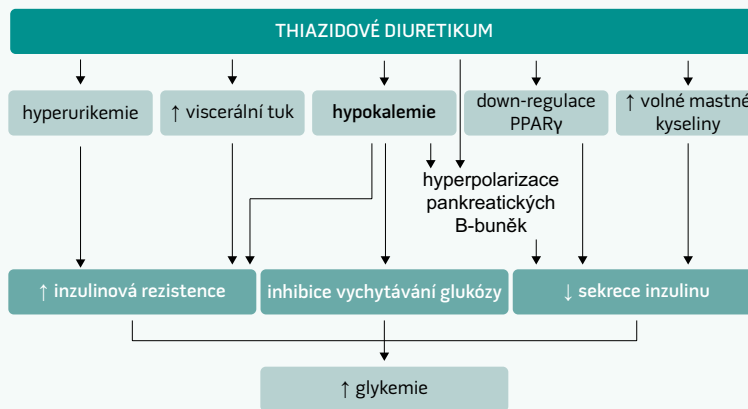 THIAZIDOVÉ DIURETIKUM
hyperurikemie
↑ viscerální tuk
hypokalemie
down-regulace
PPARγ
↑ volné mastné
kyseliny
hyperpolarizace
pankreatických
B-buněk
↑ inzulinová rezistence
inhibice vychytávání glukózy
↓ sekrece inzulinu
↑ glykemie